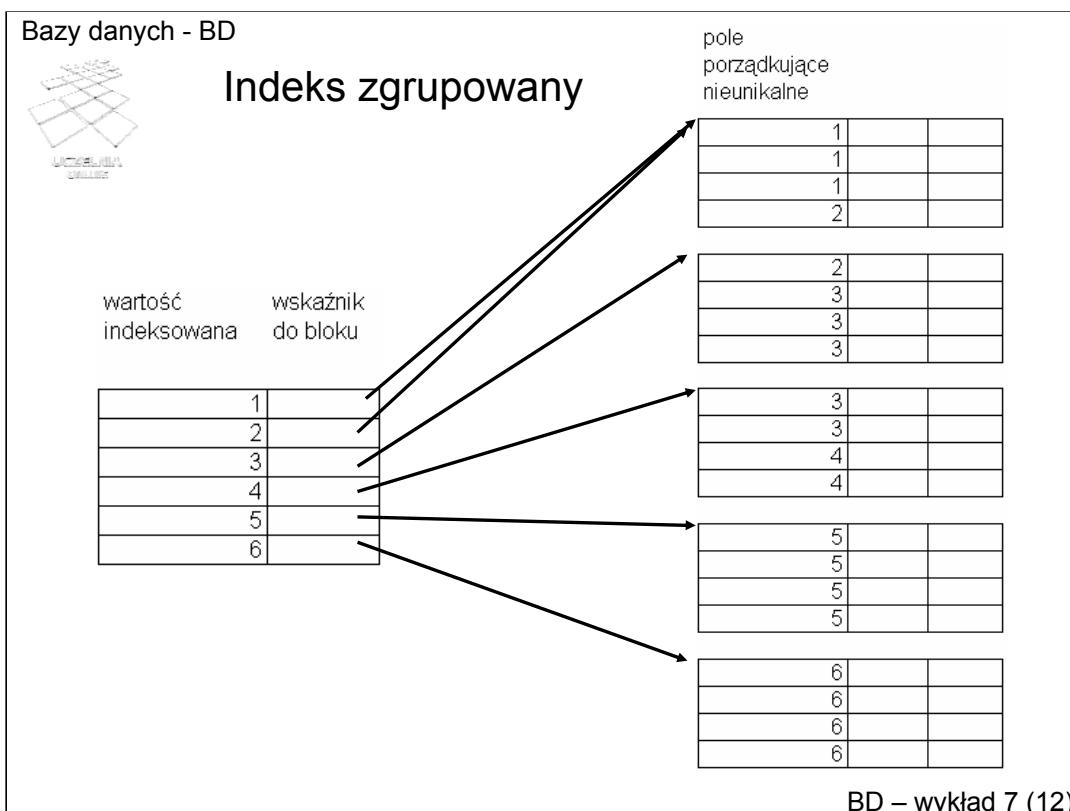 Bazy danych - BD
Indeks zgrupowany
UCZELNIA
ONLINE
pole
porządkujące
nieunikalne
1
1
1
2
2
3
3
3
3
3
4
4
5
5
5
5
6
6
6
6
wartość
indeksowana
wskaźnik
do bloku
1
2
3
4
5
6
BD – wykład 7 (12)